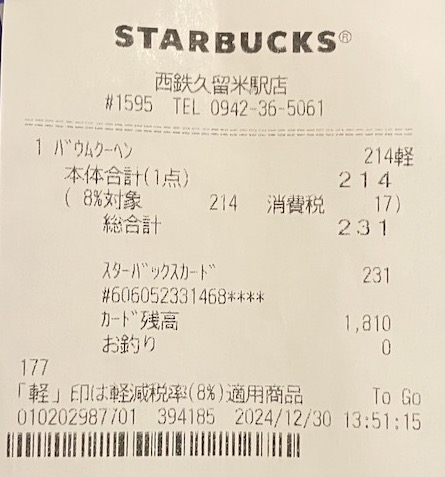 STARBUCKS®
西鉄久留米駅店
#1595 TEL 0942-36-5061
1 ﾊﾞｳﾑｸｰﾍﾝ 214軽
本体合計(1点) 214
( 8%対象 214 消費税 17)
総合計 231
ｽﾀｰﾊﾞｯｸｽｶｰﾄﾞ 231
#606052331468****
ｶｰﾄﾞ残高 1,810
お釣り 0
177
「軽」印は軽減税率(8%)適用商品 To Go
010202987701 394185 2024/12/30 13:51:15